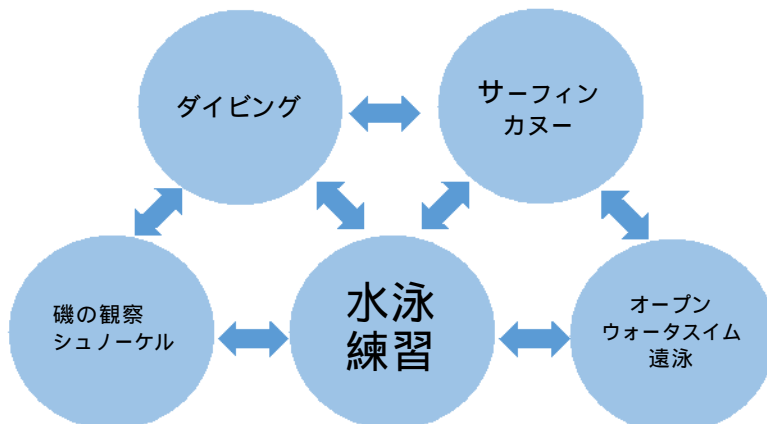 ダイビング
サーフィン
カヌー
磯の観察
シュノーケル
水泳
練習
オープン
ウォータスイム
遠泳